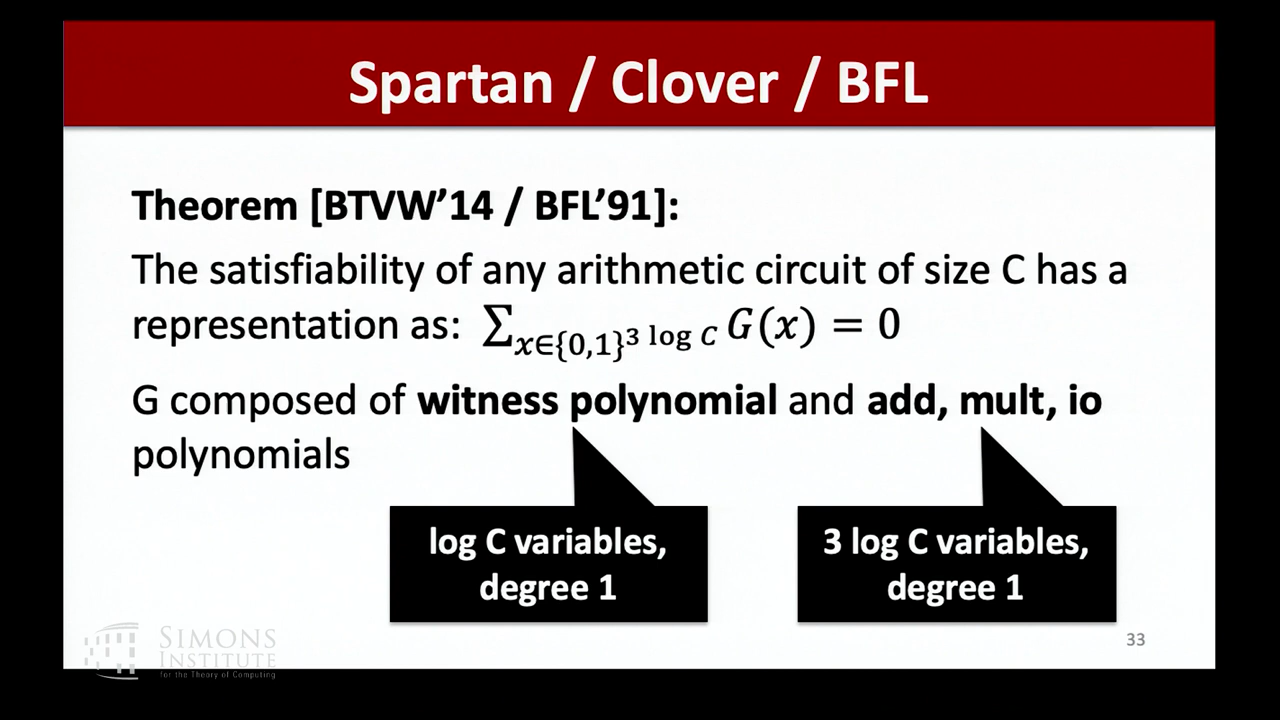 Spartan / Clover / BFL
Theorem [BTVW’14 / BFL’91]:
The satisfiability of any arithmetic circuit of size C has a
representation as: ∑_{x∈{0,1}^{3 log C}} G(x) = 0
G composed of witness polynomial and add, mult, io
polynomials
log C variables,
degree 1
3 log C variables,
degree 1
33
SIMONS
INSTITUTE
for the Theory of Computing